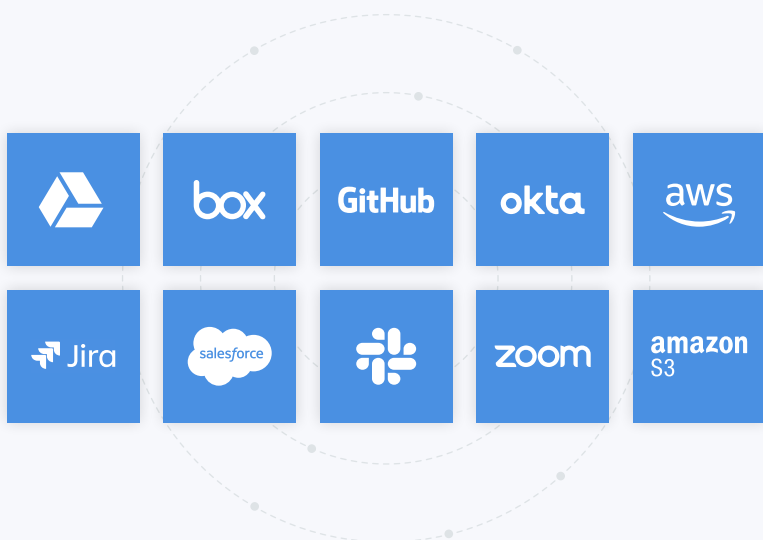 box
GitHub
okta
aws
Jira
salesforce
zoom
amazon
S3